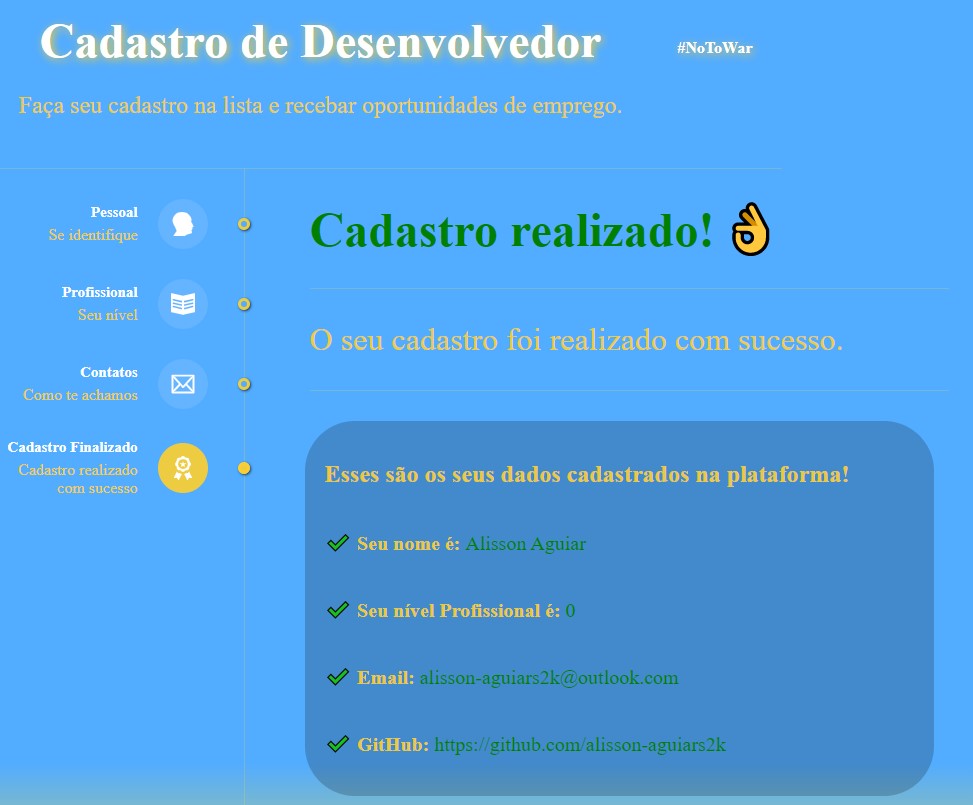 Cadastro de Desenvolvedor
#NoToWar
Faça seu cadastro na lista e recebar oportunidades de emprego.
Pessoal
Se identifique
Profissional
Seu nível
Contatos
Como te achamos
Cadastro Finalizado
Cadastro realizado
com sucesso
Cadastro realizado! 👌
O seu cadastro foi realizado com sucesso.
Esses são os seus dados cadastrados na plataforma!
Seu nome é: Alisson Aguiar
Seu nível Profissional é: 0
Email: alisson-aguiars2k@outlook.com
GitHub: https://github.com/alisson-aguiars2k